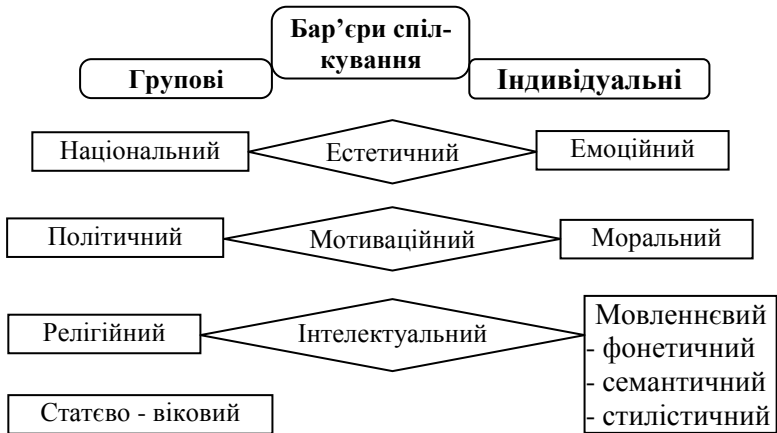 Бар’єри спіл-
кування
Групові
Індивідуальні
Національний
Естетичний
Емоційний
Політичний
Мотиваційний
Моральний
Релігійний
Інтелектуальний
Мовленнєвий
- фонетичний
- семантичний
- стилістичний
Статєво - віковий